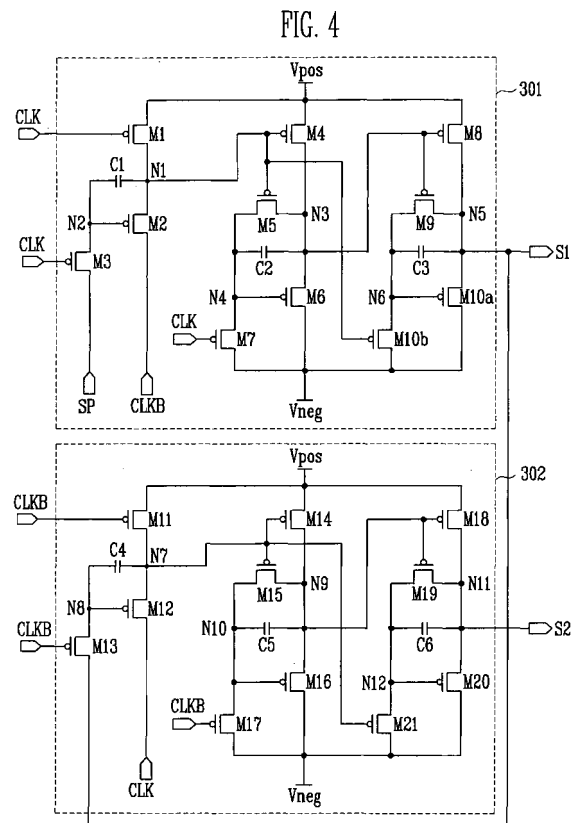 FIG. 4
Vpos
301
CLK
M1
M4
M8
C1
N1
N2
M2
M5
N3
M9
N5
CLK
M3
C2
C3
S1
N4
M6
N6
M10a
CLK
M7
M10b
SP
CLKB
Vneg
Vpos
302
CLKB
M11
M14
M18
C4
N7
N8
M12
M15
N9
M19
N11
CLKB
M13
N10
C5
C6
S2
M16
N12
M20
CLKB
M17
M21
CLK
Vneg